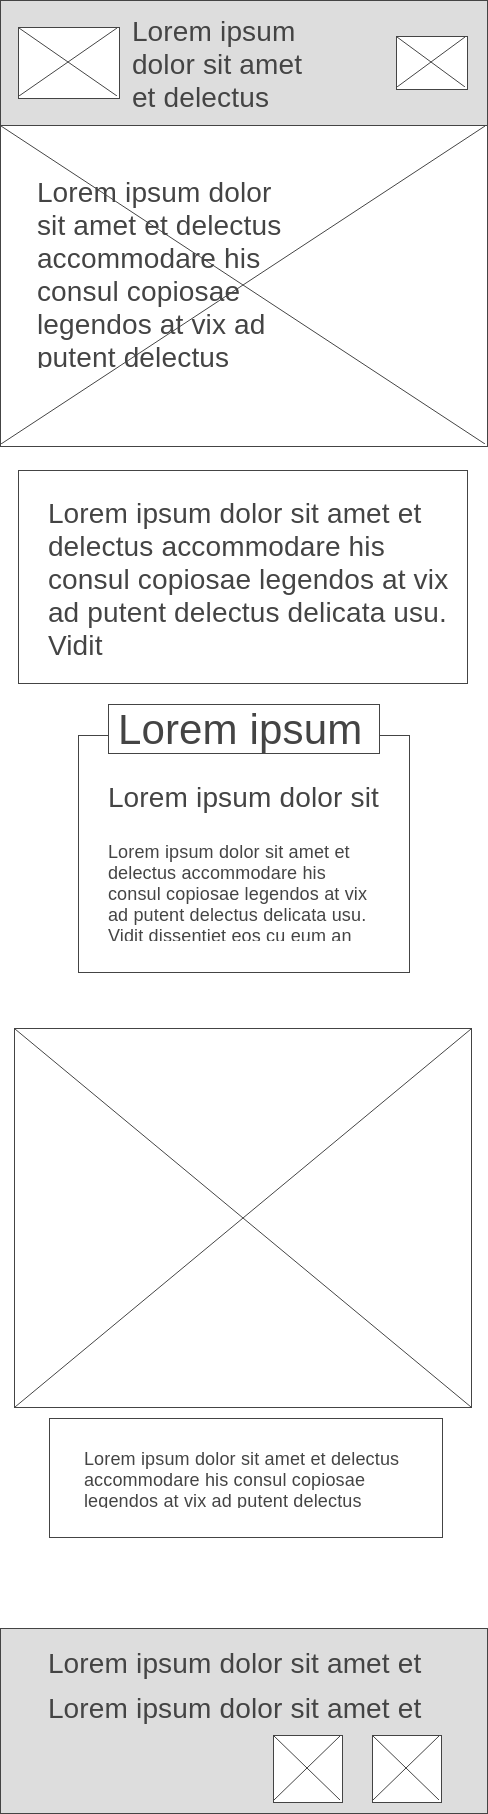 Lorem ipsum
dolor sit amet
et delectus
Lorem ipsum dolor
sit amet et delectus
accommodare his
consul copiosae
legendos at vix ad
putent delectus
Lorem ipsum dolor sit amet et
delectus accommodare his
consul copiosae legendos at vix
ad putent delectus delicata usu.
Vidit
Lorem ipsum
Lorem ipsum dolor sit
Lorem ipsum dolor sit amet et
delectus accommodare his
consul copiosae legendos at vix
ad putent delectus delicata usu.
Vidit dissentiet eos cu eum an
Lorem ipsum dolor sit amet et delectus
accommodare his consul copiosae
legendos at vix ad putent delectus
Lorem ipsum dolor sit amet et
Lorem ipsum dolor sit amet et